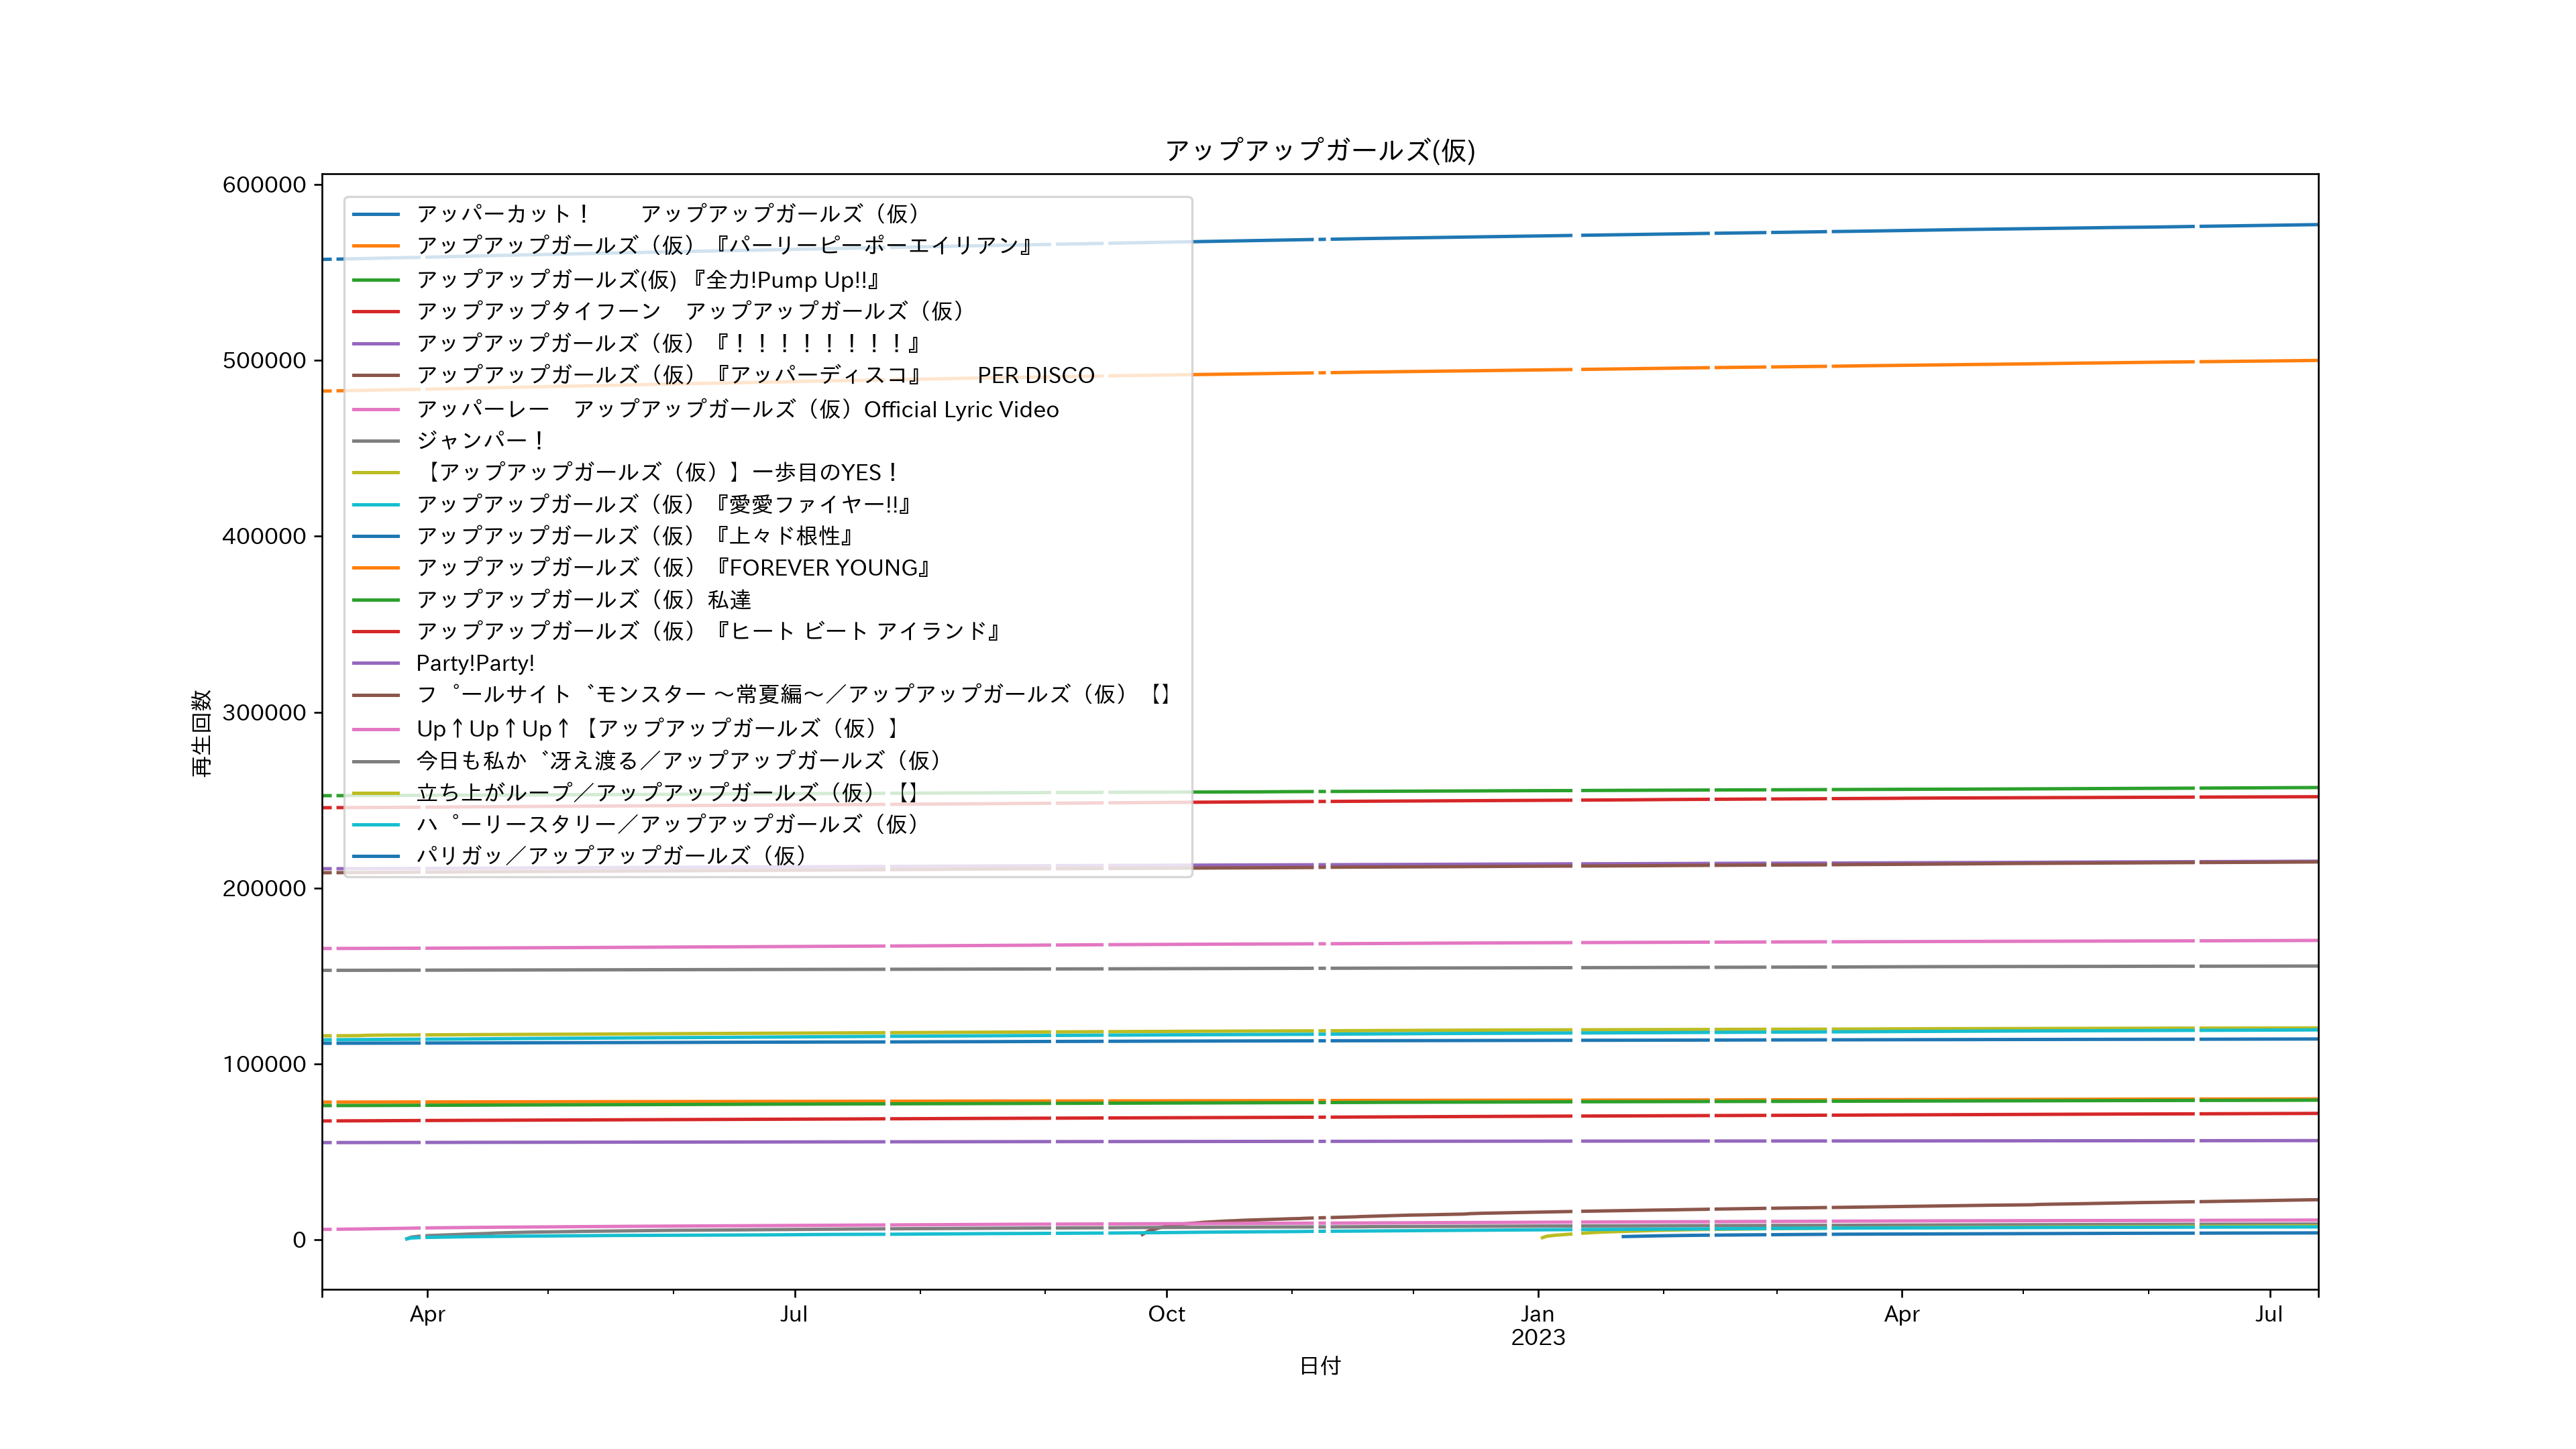 アップアップガールズ(仮)
600000
500000
400000
300000
200000
100000
0
再生回数
アッパーカット！　　アップアップガールズ（仮）
アップアップガールズ（仮）『パーリーピーポーエイリアン』
アップアップガールズ(仮) 『全力!Pump Up!!』
アップアップタイフーン　アップアップガールズ（仮）
アップアップガールズ（仮）『！！！！！！！！』
アップアップガールズ（仮）『アッパーディスコ』　　PER DISCO
アッパーレー　アップアップガールズ（仮）Official Lyric Video
ジャンパー！
【アップアップガールズ（仮）】一歩目のYES！
アップアップガールズ（仮）『愛愛ファイヤー!!』
アップアップガールズ（仮）『上々ド根性』
アップアップガールズ（仮）『FOREVER YOUNG』
アップアップガールズ（仮）私達
アップアップガールズ（仮）『ヒート ビート アイランド』
Party!Party!
フ゜ールサイト゛モンスター 〜常夏編〜／アップアップガールズ（仮）【】
Up↑Up↑Up↑【アップアップガールズ（仮）】
今日も私か゛冴え渡る／アップアップガールズ（仮）
立ち上がループ／アップアップガールズ（仮）【】
ハ゜ーリースタリー／アップアップガールズ（仮）
パリガッ／アップアップガールズ（仮）
Apr Jul Oct Jan Apr Jul
2023
日付